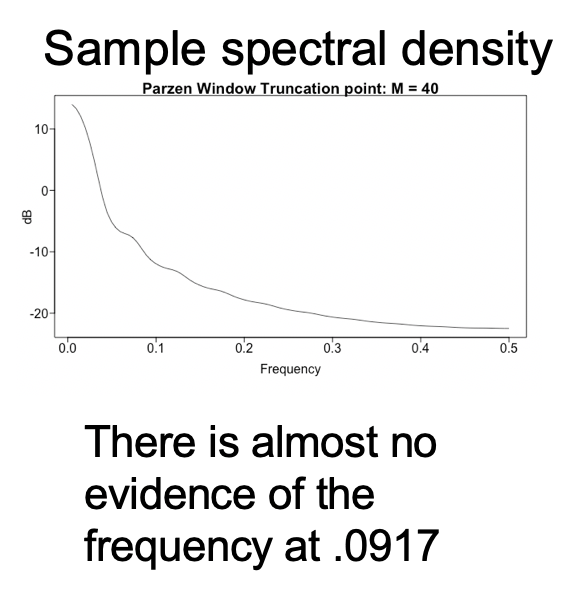 Sample spectral density
Parzen Window Truncation point: M = 40
10
0
-10
-20
dB
0.0 0.1 0.2 0.3 0.4 0.5
Frequency
There is almost no
evidence of the
frequency at .0917